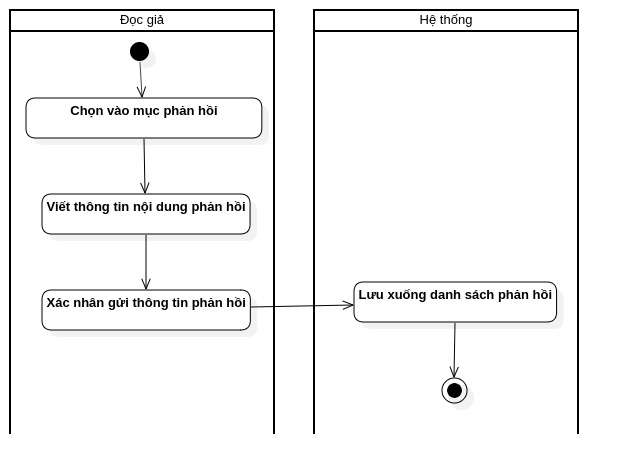 Đọc giả
Hệ thống
Chọn vào mục phản hồi
Viết thông tin nội dung phản hồi
Xác nhân gửi thông tin phản hồi
Lưu xuống danh sách phản hồi